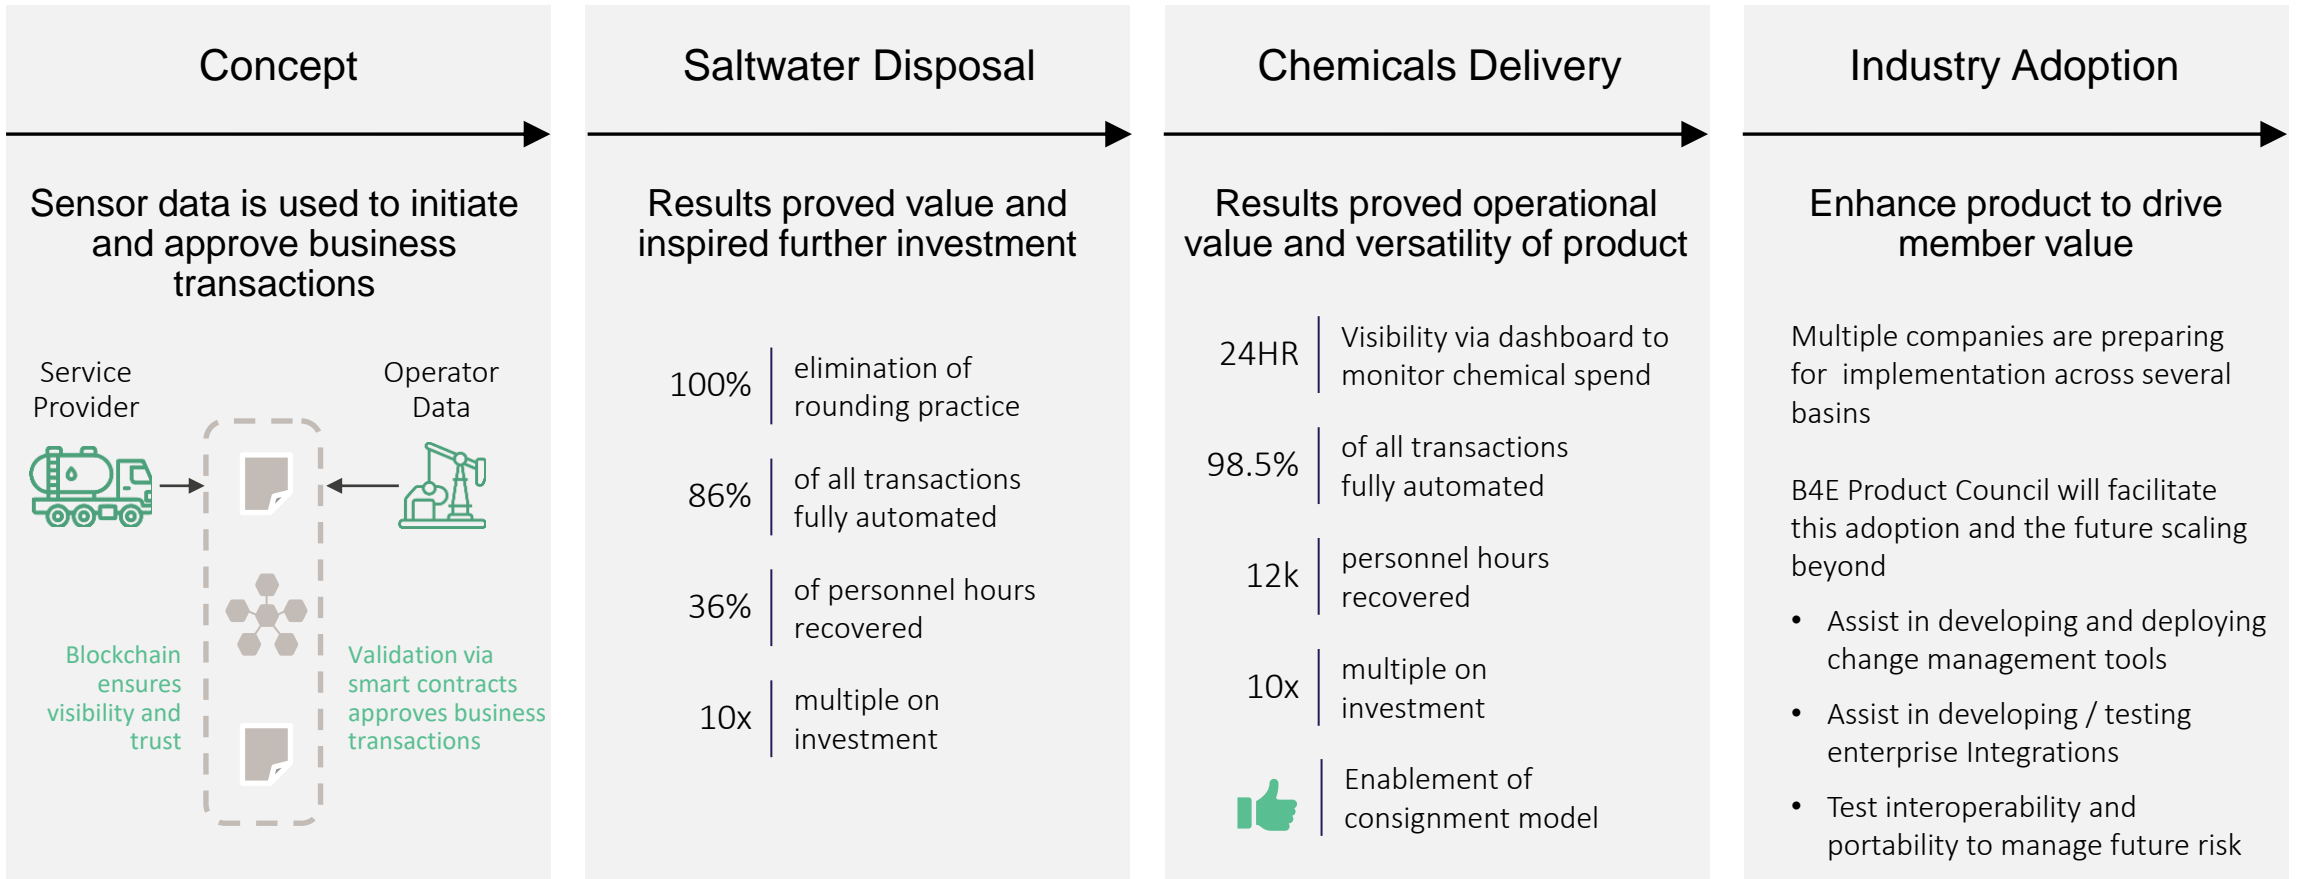 Concept
Sensor data is used to initiate
and approve business
transactions
Service
Provider
Operator
Data
Blockchain
ensures
visibility and
trust
Validation via
smart contracts
approves business
transactions
Saltwater Disposal
Results proved value and
inspired further investment
100%
elimination of
rounding practice
86%
of all transactions
fully automated
36%
of personnel hours
recovered
10x
multiple on
investment
Chemicals Delivery
Results proved operational
value and versatility of product
24HR
Visibility via dashboard to
monitor chemical spend
98.5%
of all transactions
fully automated
12k
personnel hours
recovered
10x
multiple on
investment
Enablement of
consignment model
Industry Adoption
Enhance product to drive
member value
Multiple companies are preparing
for  implementation across several
basins
B4E Product Council will facilitate
this adoption and the future scaling
beyond
• Assist in developing and deploying
change management tools
• Assist in developing / testing
enterprise Integrations
• Test interoperability and
portability to manage future risk